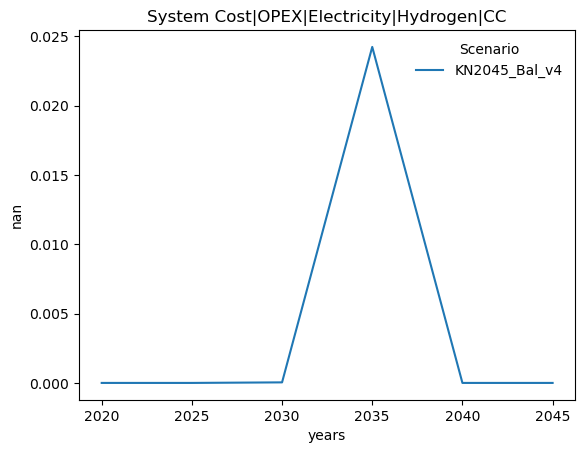 System Cost|OPEX|Electricity|Hydrogen|CC
0.025
Scenario
KN2045_Bal_v4
0.020
0.015
nan
0.010
0.005
0.000
2020 2025 2030 2035 2040 2045
years